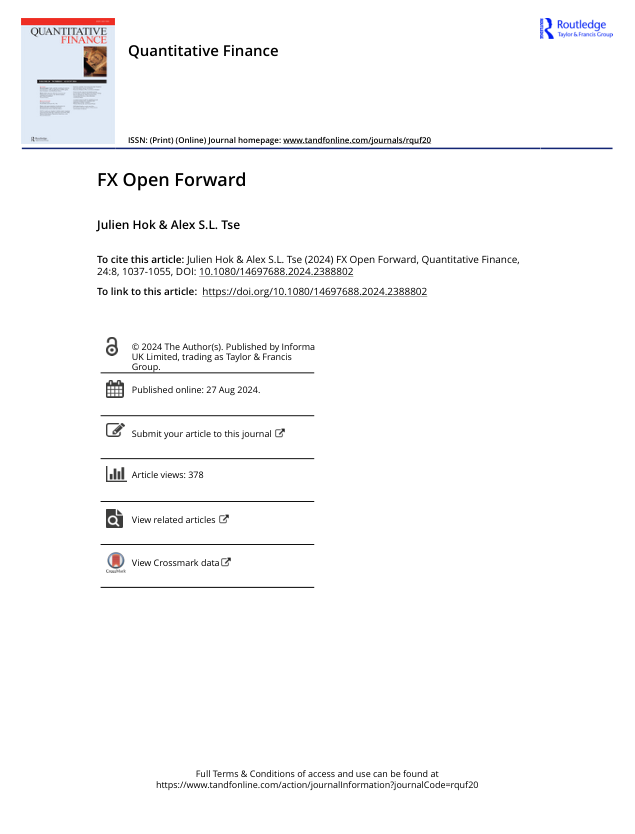 QUANTITATIVE
FINANCE
Routledge
Taylor & Francis Group
Quantitative Finance
ISSN: (Print) (Online) Journal homepage: www.tandfonline.com/journals/rquf20
FX Open Forward
Julien Hok & Alex S.L. Tse
To cite this article: Julien Hok & Alex S.L. Tse (2024) FX Open Forward, Quantitative Finance,
24:8, 1037-1055, DOI: 10.1080/14697688.2024.2388802
To link to this article: https://doi.org/10.1080/14697688.2024.2388802
© 2024 The Author(s). Published by Informa
UK Limited, trading as Taylor & Francis
Group.
Published online: 27 Aug 2024.
Submit your article to this journal
Article views: 378
View related articles
View Crossmark data
CrossMark
Full Terms & Conditions of access and use can be found at
https://www.tandfonline.com/action/journalInformation?journalCode=rquf20